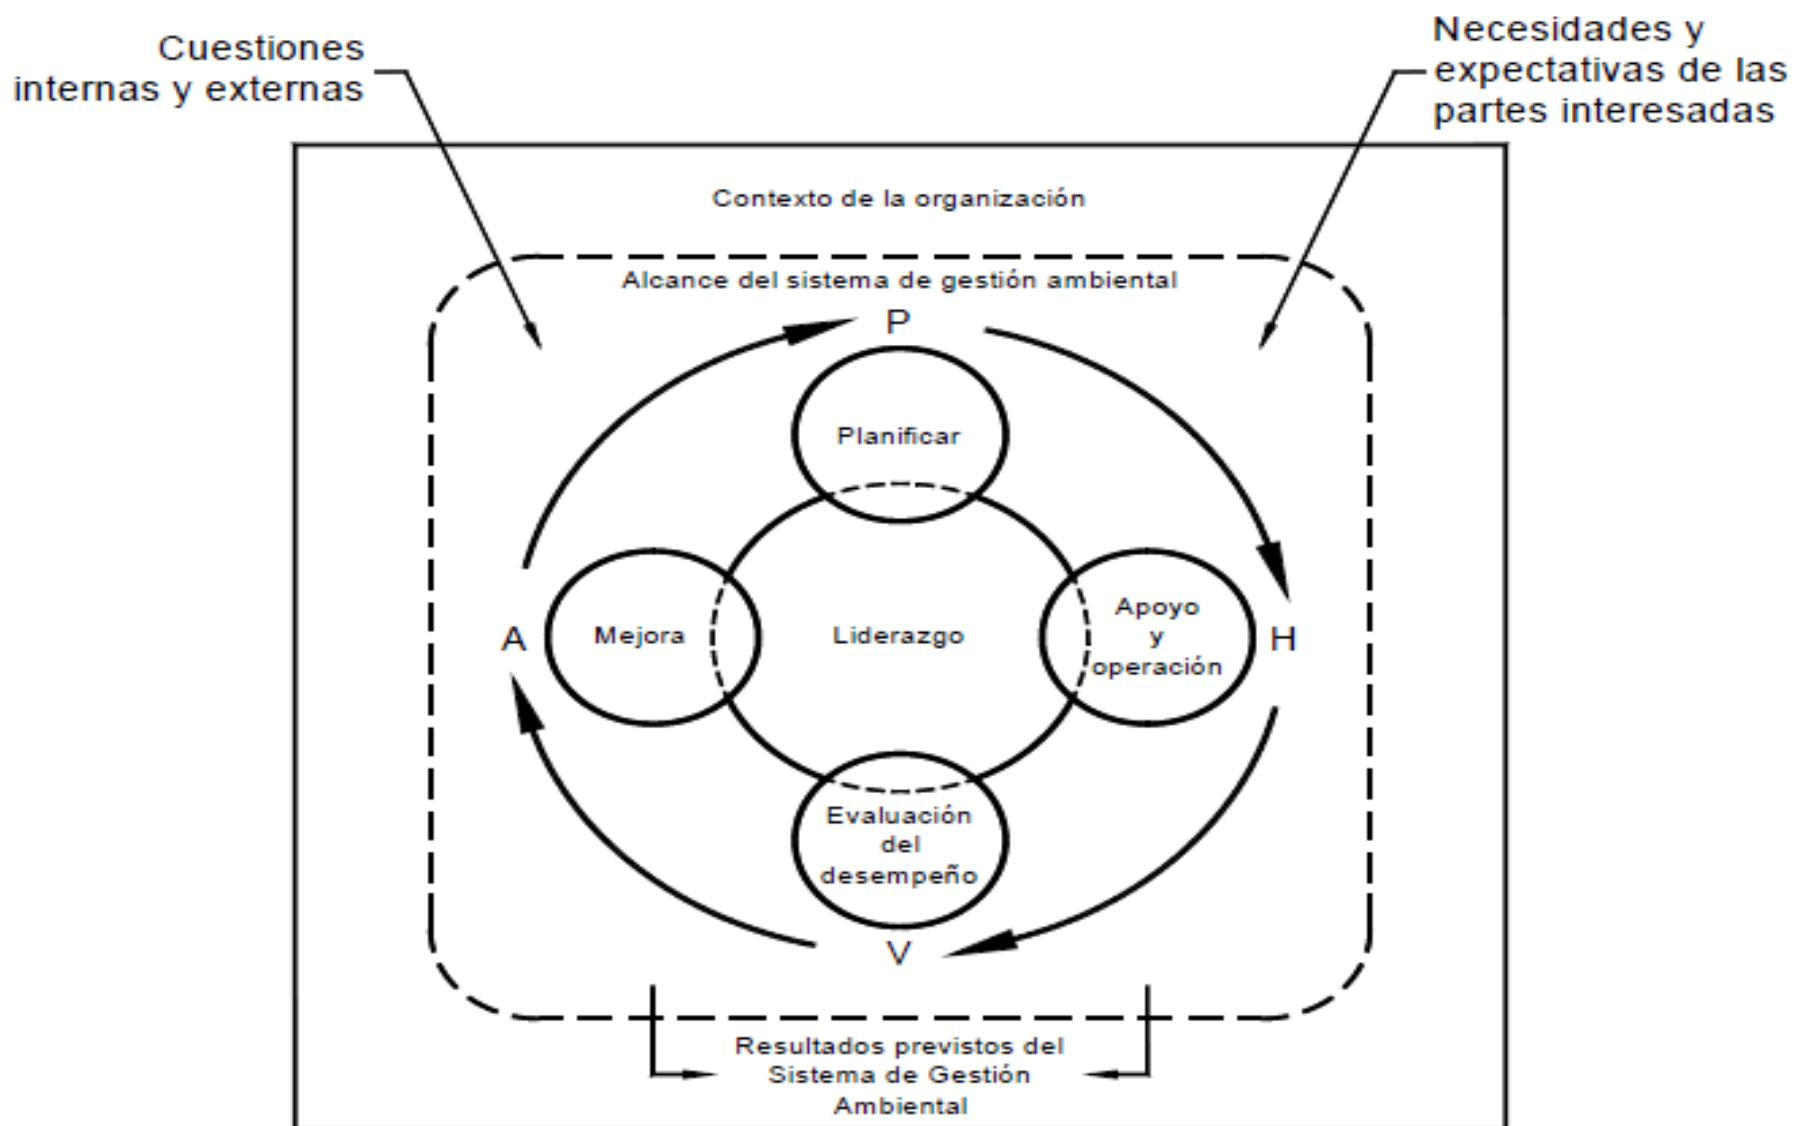 Cuestiones
internas y externas
Necesidades y
expectativas de las
partes interesadas
Contexto de la organización
Alcance del sistema de gestión ambiental
P
Planificar
A
Mejora
Liderazgo
Apoyo
y
operación
H
Evaluación
del
desempeño
V
Resultados previstos del
Sistema de Gestión
Ambiental